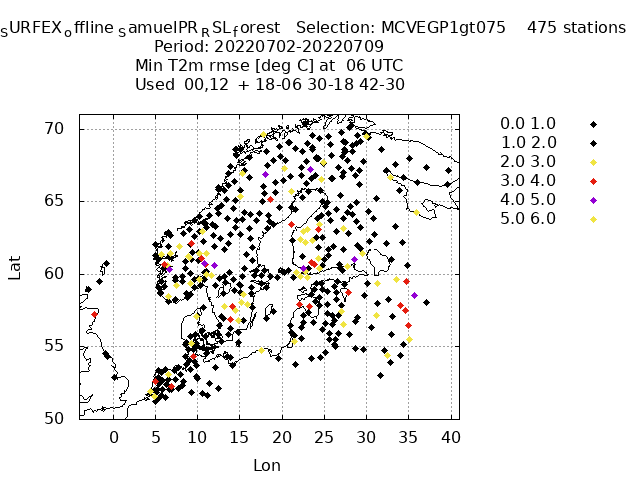 SURFEXoffline SamuelPRRSLforest Selection: MCVEGP1gt075 475 stations
Period: 20220702-20220709
Min T2m rmse [deg C] at 06 UTC
Used 00,12 + 18-06 30-18 42-30
0.0 1.0
1.0 2.0
2.0 3.0
3.0 4.0
4.0 5.0
5.0 6.0
70
65
60
55
50
Lat
0 5 10 15 20 25 30 35 40
Lon